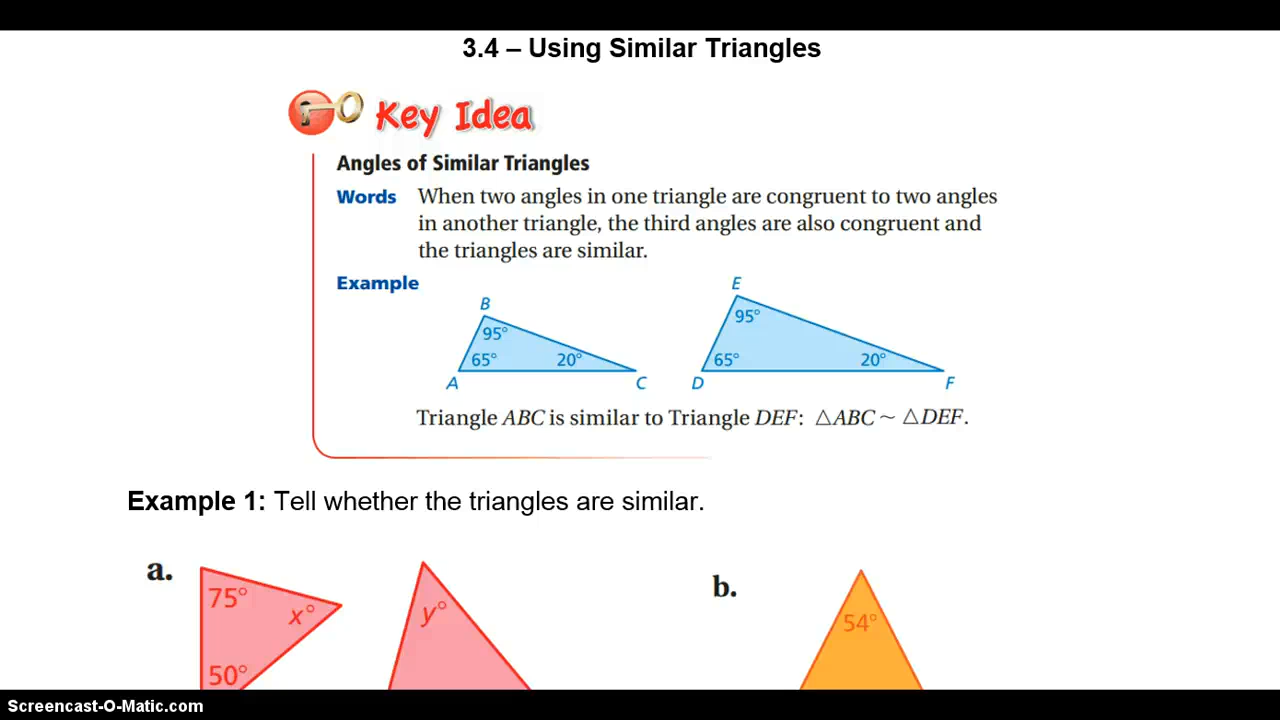 3.4 – Using Similar Triangles
Key Idea
Angles of Similar Triangles
Words When two angles in one triangle are congruent to two angles
in another triangle, the third angles are also congruent and
the triangles are similar.
Example
B
95°
65°
20°
A
C
E
95°
65°
20°
D
F
Triangle ABC is similar to Triangle DEF: △ABC ~ △DEF.
Example 1: Tell whether the triangles are similar.
a.
75°
x°
50°
y°
b.
54°
Screencast-O-Matic.com